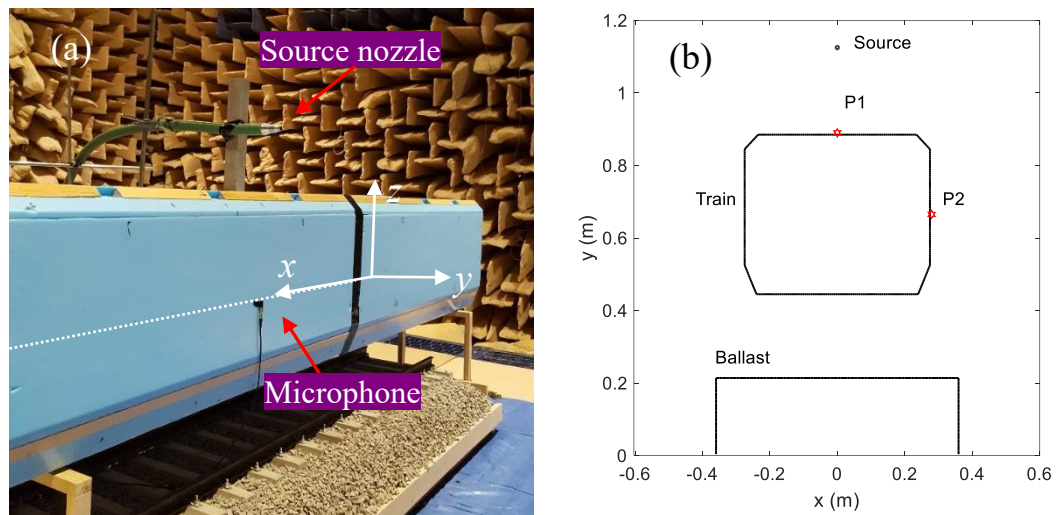 (a)
Source nozzle
z
x
y
Microphone
(b)
1.2
1
0.8
0.6
0.4
0.2
0
y (m)
Source
P1
Train
P2
Ballast
-0.6
-0.4
-0.2
0
0.2
0.4
0.6
x (m)